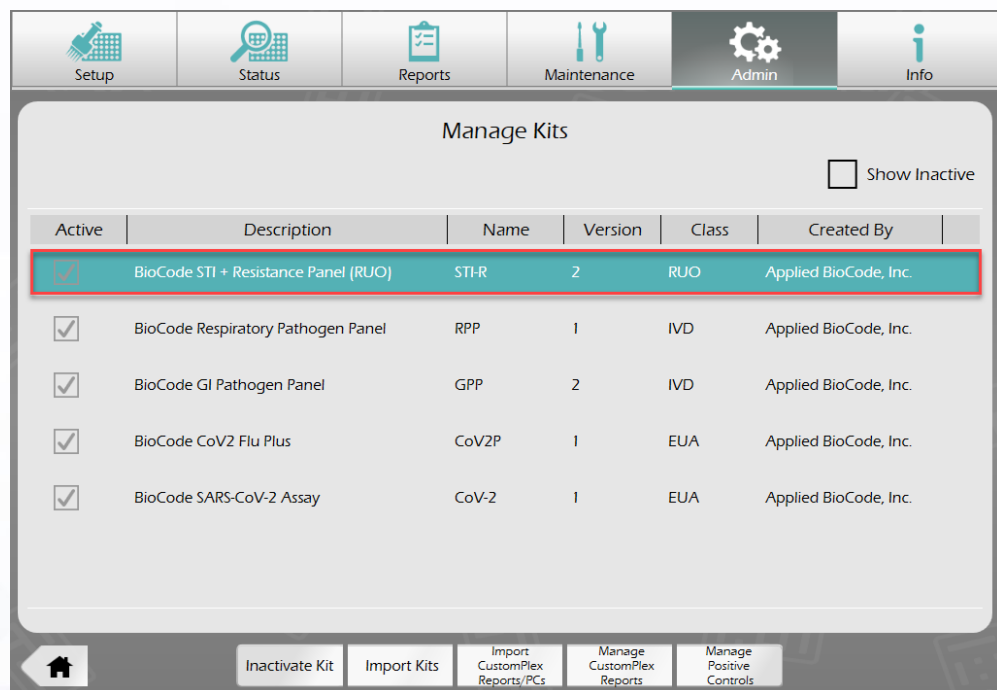 Setup Status Reports Maintenance Admin Info
Manage Kits
Show Inactive
Active Description Name Version Class Created By
BioCode STI + Resistance Panel (RUO) STI-R 2 RUO Applied BioCode, Inc.
BioCode Respiratory Pathogen Panel RPP 1 IVD Applied BioCode, Inc.
BioCode GI Pathogen Panel GPP 2 IVD Applied BioCode, Inc.
BioCode CoV2 Flu Plus CoV2P 1 EUA Applied BioCode, Inc.
BioCode SARS-CoV-2 Assay CoV-2 1 EUA Applied BioCode, Inc.
Inactivate Kit
Import Kits
Import
CustomPlex
Reports/PCs
Manage
CustomPlex
Reports
Manage
Positive
Controls